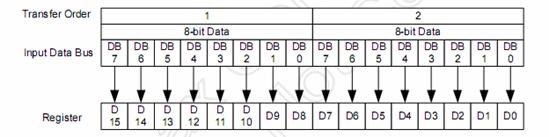 Transfer Order 1 2
8-bit Data 8-bit Data
Input Data Bus DB 7 DB 6 DB 5 DB 4 DB 3 DB 2 DB 1 DB 0 DB 7 DB 6 DB 5 DB 4 DB 3 DB 2 DB 1 DB 0
Register D 15 D 14 D 13 D 12 D 11 D 10 D9 D8 D7 D6 D5 D4 D3 D2 D1 D0